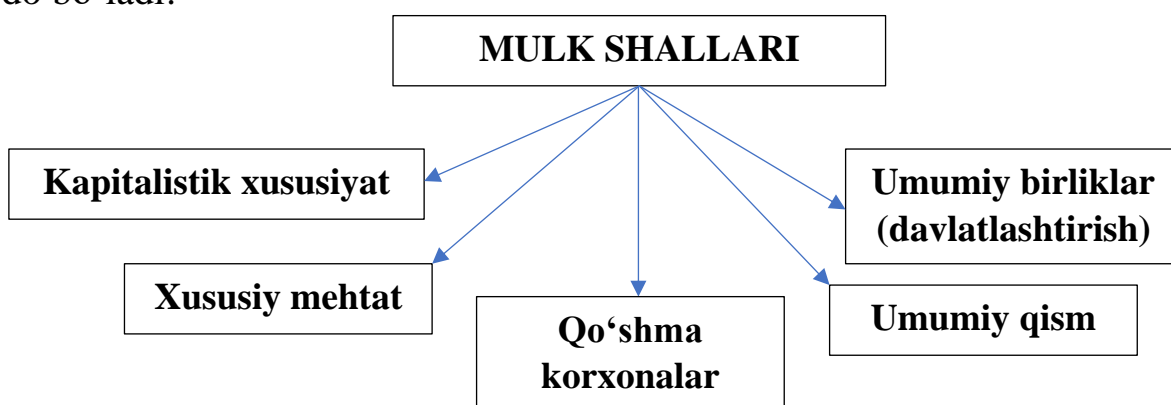 MULK SHALLARI
Kapitalistik xususiyat
Umumiy birliklar
(davlatlashtirish)
Xususiy mehtat
Umumiy qism
Qo‘shma
korxonalar